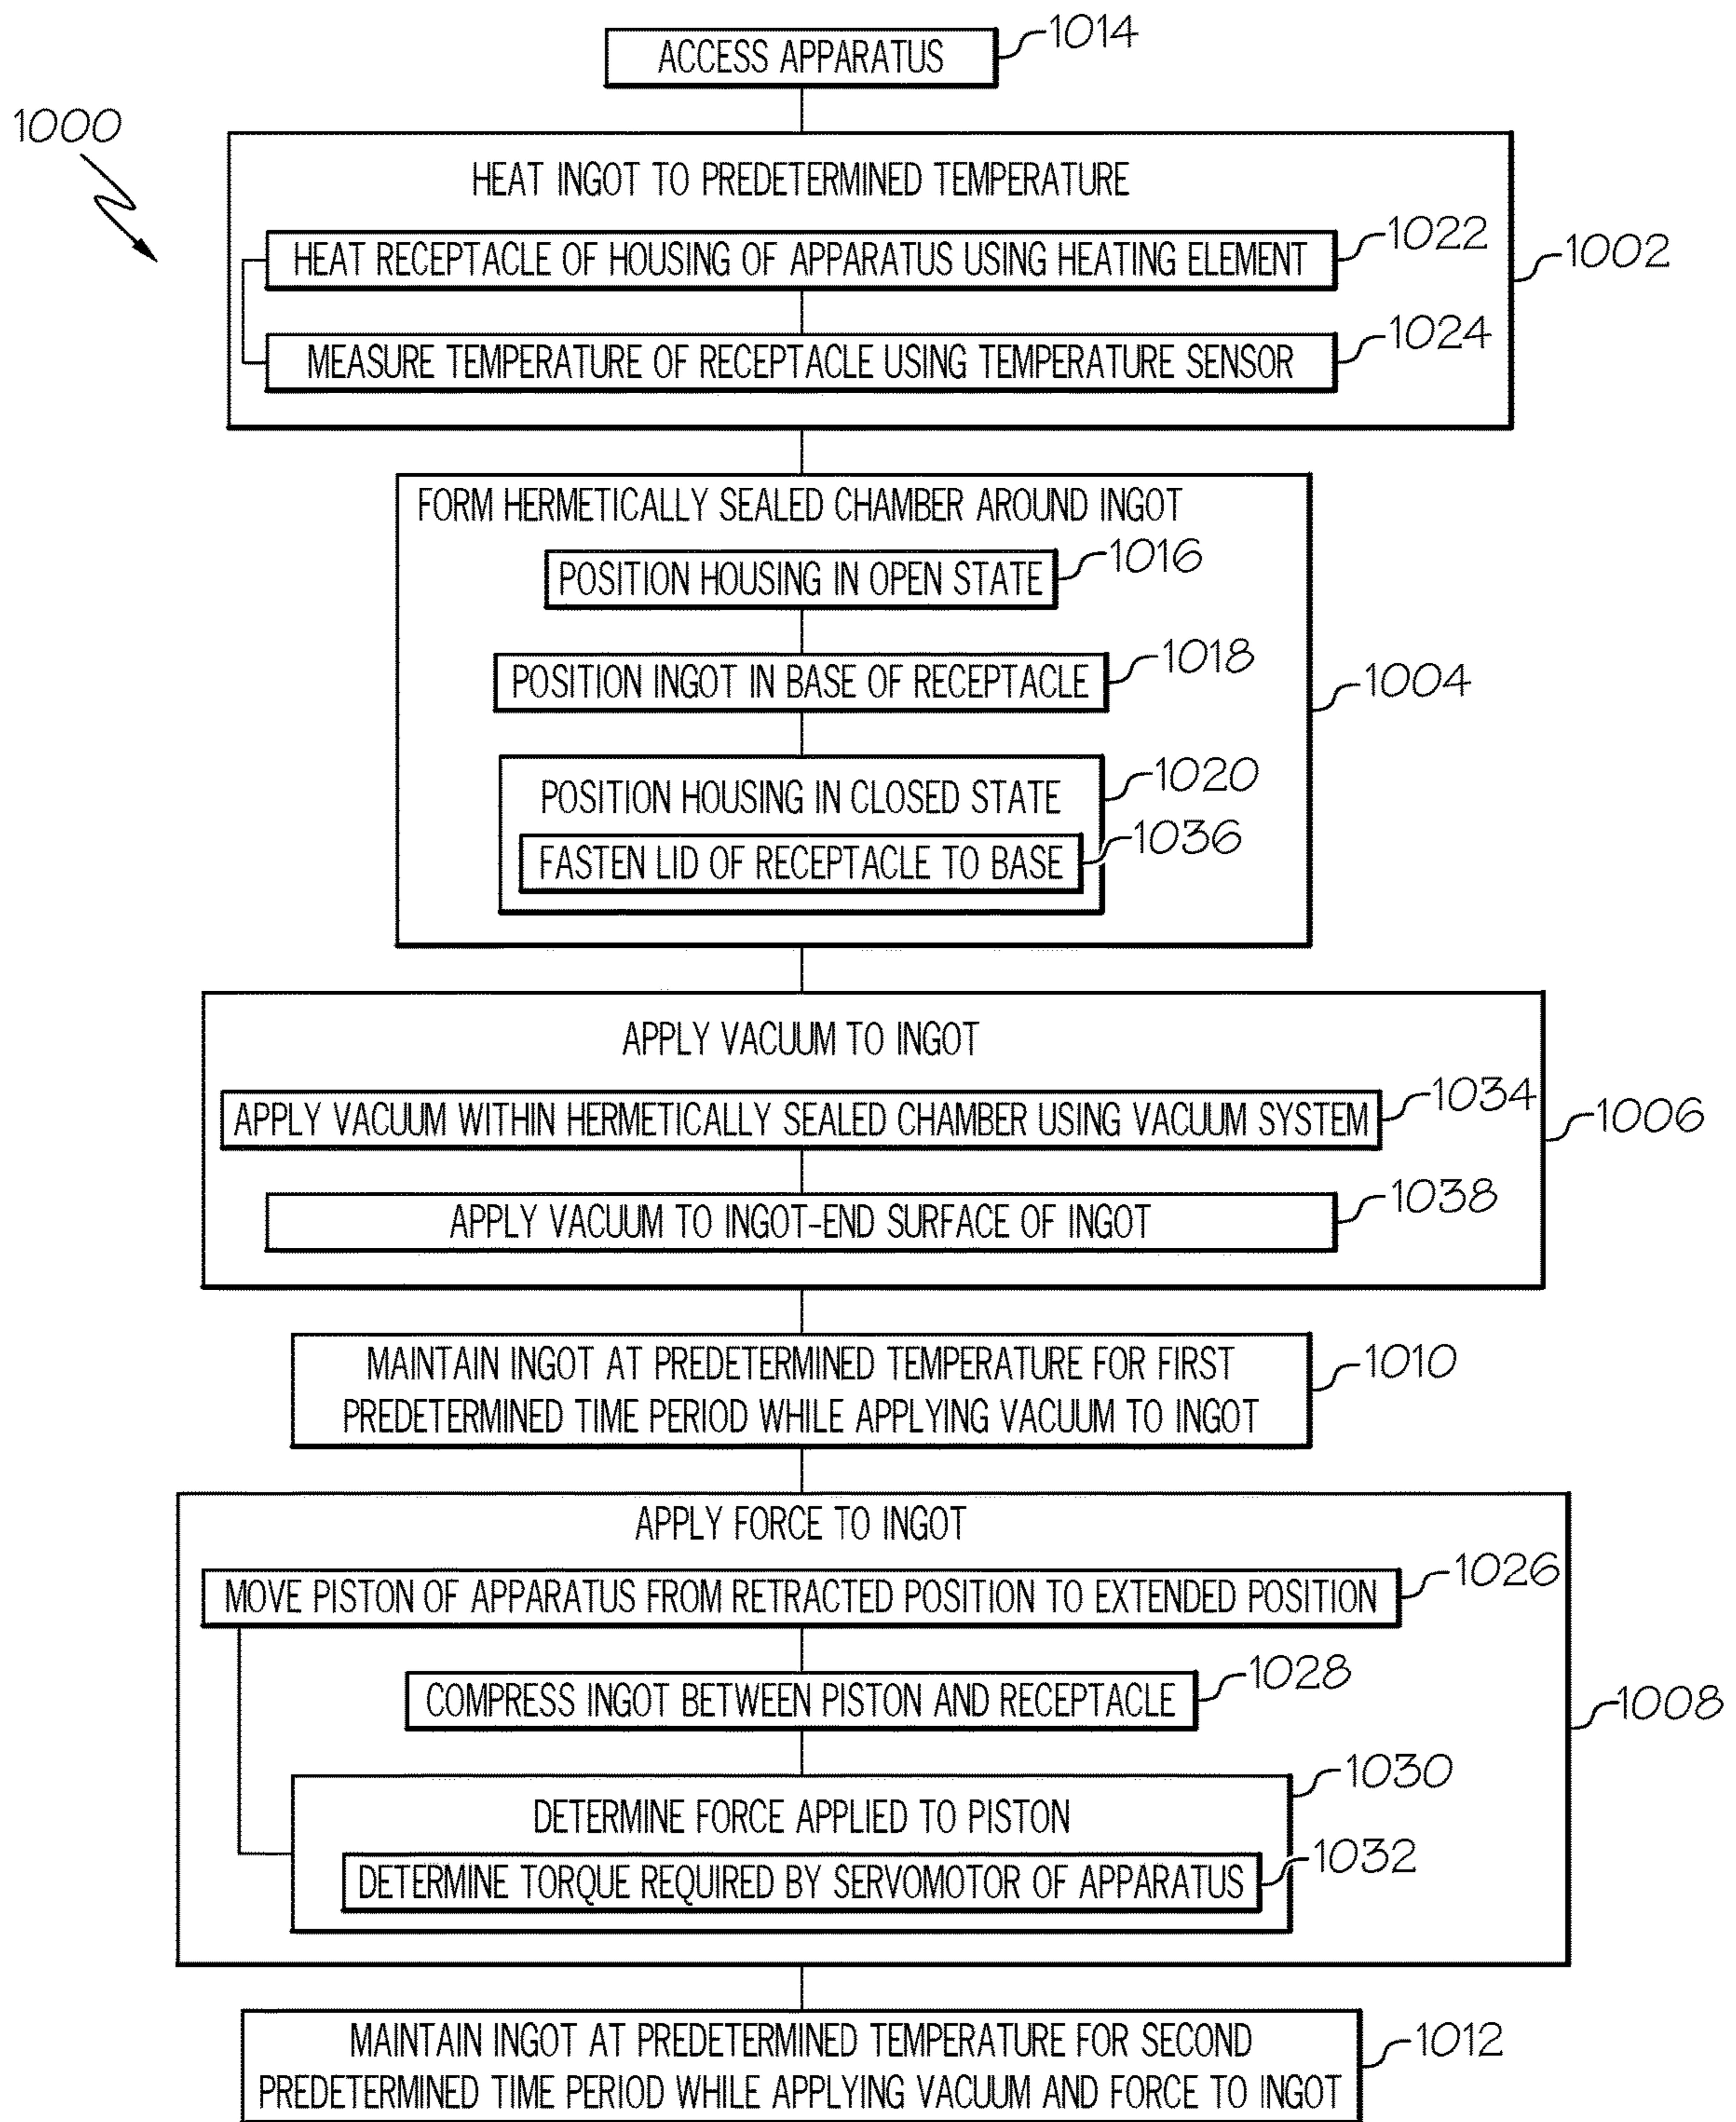 ACCESS APPARATUS
1014
1000
HEAT INGOT TO PREDETERMINED TEMPERATURE
HEAT RECEPTACLE OF HOUSING OF APPARATUS USING HEATING ELEMENT
1022
1002
MEASURE TEMPERATURE OF RECEPTACLE USING TEMPERATURE SENSOR
1024
FORM HERMETICALLY SEALED CHAMBER AROUND INGOT
POSITION HOUSING IN OPEN STATE
1016
POSITION INGOT IN BASE OF RECEPTACLE
1018
1004
POSITION HOUSING IN CLOSED STATE
1020
FASTEN LID OF RECEPTACLE TO BASE
1036
APPLY VACUUM TO INGOT
APPLY VACUUM WITHIN HERMETICALLY SEALED CHAMBER USING VACUUM SYSTEM
1034
1006
APPLY VACUUM TO INGOT-END SURFACE OF INGOT
1038
MAINTAIN INGOT AT PREDETERMINED TEMPERATURE FOR FIRST
PREDETERMINED TIME PERIOD WHILE APPLYING VACUUM TO INGOT
1010
APPLY FORCE TO INGOT
MOVE PISTON OF APPARATUS FROM RETRACTED POSITION TO EXTENDED POSITION
1026
COMPRESS INGOT BETWEEN PISTON AND RECEPTACLE
1028
1008
DETERMINE FORCE APPLIED TO PISTON
1030
DETERMINE TORQUE REQUIRED BY SERVOMOTOR OF APPARATUS
1032
MAINTAIN INGOT AT PREDETERMINED TEMPERATURE FOR SECOND
PREDETERMINED TIME PERIOD WHILE APPLYING VACUUM AND FORCE TO INGOT
1012